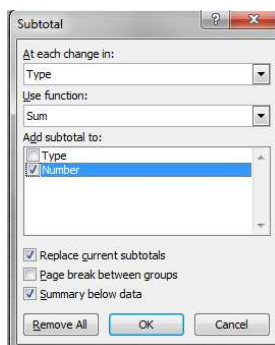 Subtotal
At each change in:
Type
Use function:
Sum
Add subtotal to:
Type
Number
Replace current subtotals
Page break between groups
Summary below data
Remove All OK Cancel